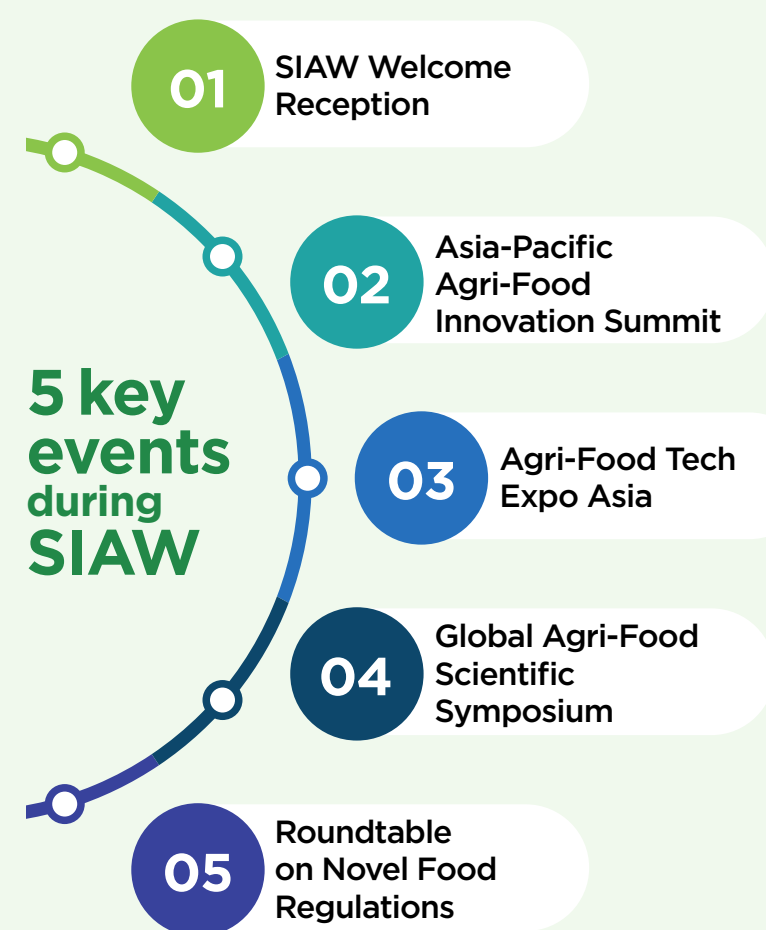 5 key
events
during
SIAW
01
SIAW Welcome
Reception
02
Asia-Pacific
Agri-Food
Innovation Summit
03
Agri-Food Tech
Expo Asia
04
Global Agri-Food
Scientific
Symposium
05
Roundtable
on Novel Food
Regulations